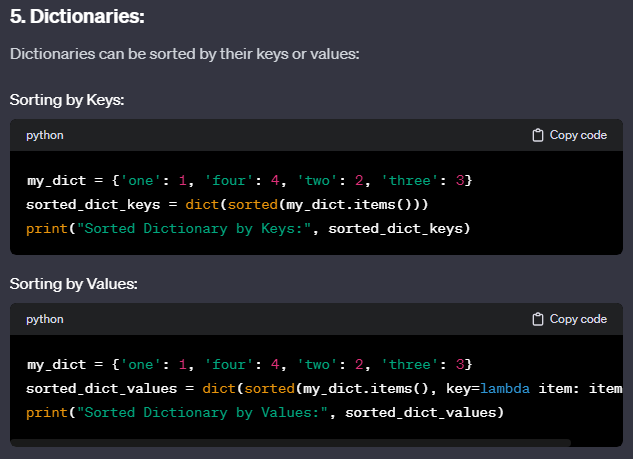 5. Dictionaries:
Dictionaries can be sorted by their keys or values:
Sorting by Keys:
python Copy code
my_dict = {'one': 1, 'four': 4, 'two': 2, 'three': 3}
sorted_dict_keys = dict(sorted(my_dict.items()))
print("Sorted Dictionary by Keys:", sorted_dict_keys)
Sorting by Values:
python Copy code
my_dict = {'one': 1, 'four': 4, 'two': 2, 'three': 3}
sorted_dict_values = dict(sorted(my_dict.items(), key=lambda item: item
print("Sorted Dictionary by Values:", sorted_dict_values)